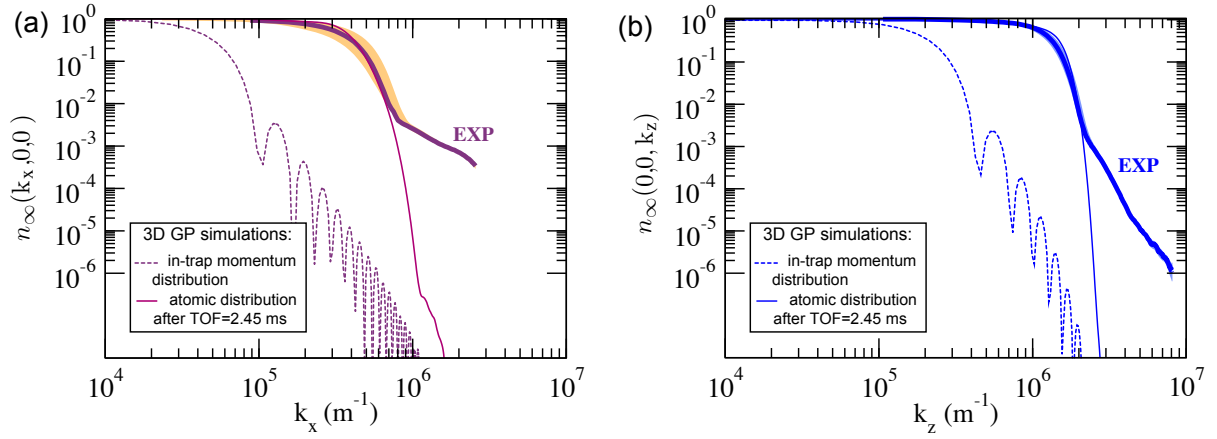 (a)
10^0
10^-1
10^-2
10^-3
10^-4
10^-5
10^-6
n∞(kx,0,0)
EXP
3D GP simulations:
in-trap momentum
distribution
atomic distribution
after TOF=2.45 ms
10^4 10^5 10^6 10^7
k_x (m^-1)
(b)
10^0
10^-1
10^-2
10^-3
10^-4
10^-5
10^-6
n∞(0,0,kz)
EXP
3D GP simulations:
in-trap momentum
distribution
atomic distribution
after TOF=2.45 ms
10^4 10^5 10^6 10^7
k_z (m^-1)